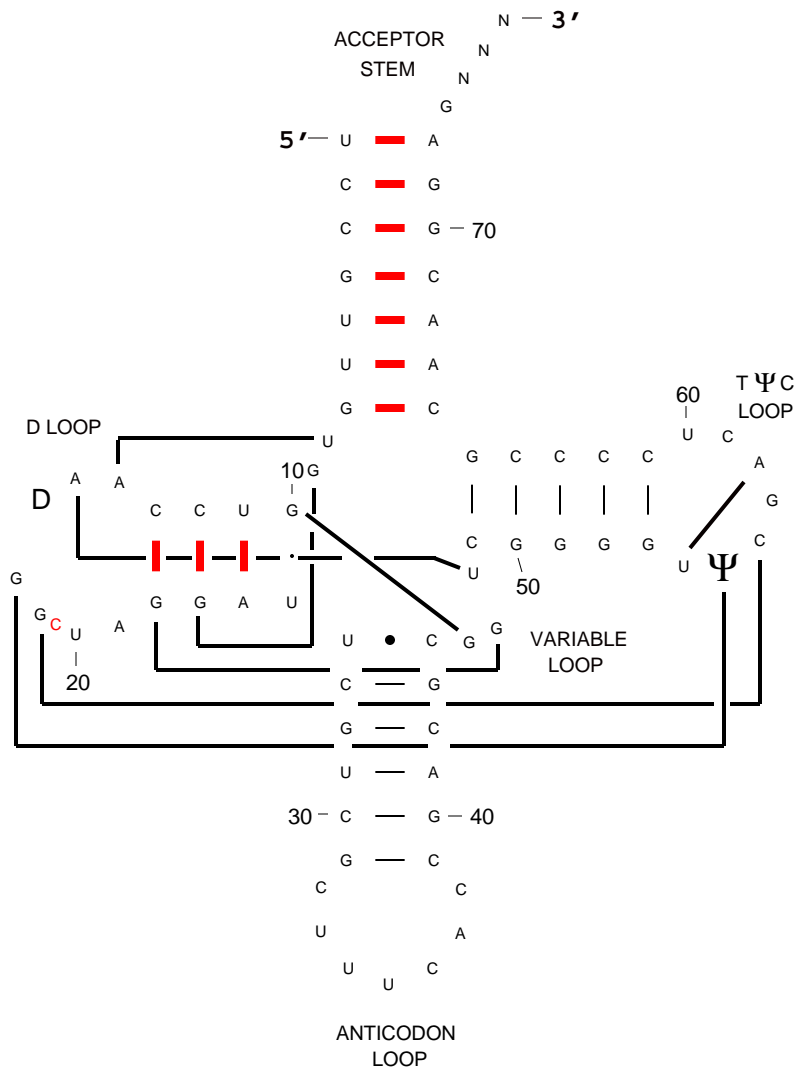 N — 3'
ACCEPTOR
STEM
N
N
G
5' — U A
C G
C G — 70
G C
U A
U A
G C
60
T Ψ C
LOOP
D LOOP
U
U C
10 G
G C C C C
A A
A
D
C C U G
G
C G G G G U Ψ C
U
50
G
G C U A G G A U
20
U • C G G
VARIABLE
LOOP
C G
G C
U A
30 — C G — 40
G C
C C
U A
U U C
ANTICODON
LOOP